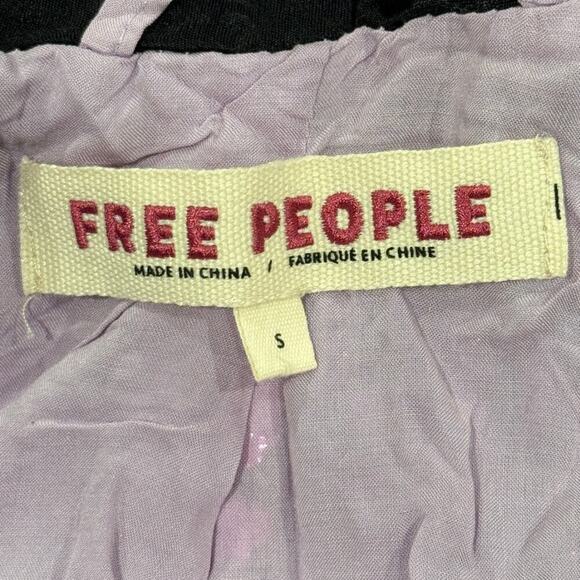 FREE PEOPLE
MADE IN CHINA / FABRIQUÉ EN CHINE
S